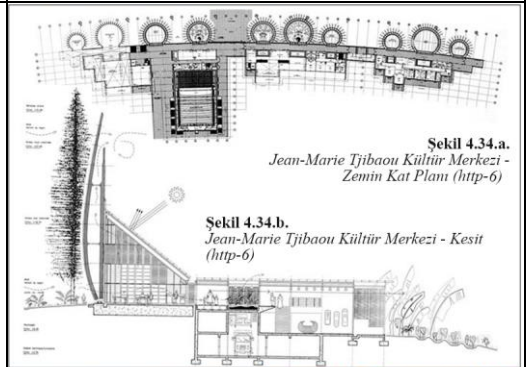 Şekil 4.34.a.
Jean-Marie Tjibaou Kültür Merkezi -
Zemin Kat Planı (http-6)
Şekil 4.34.b.
Jean-Marie Tjibaou Kültür Merkezi - Kesit
(http-6)